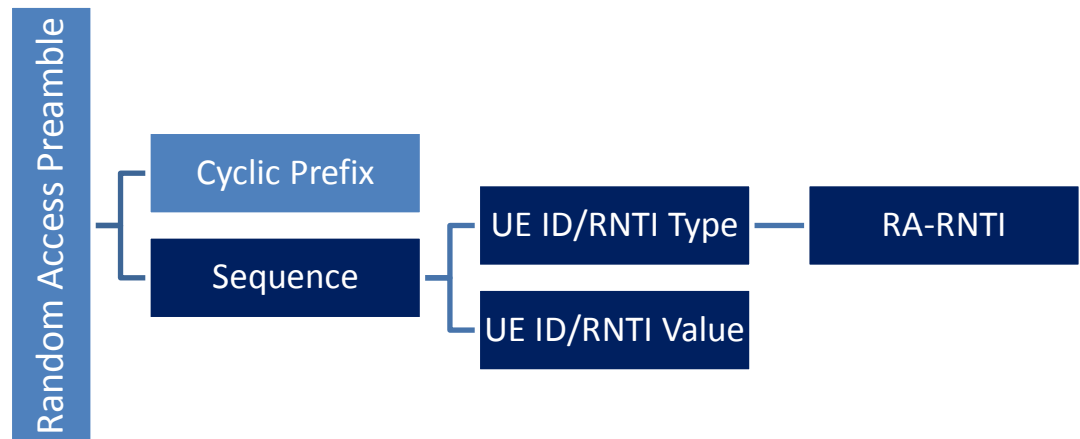 Random Access Preamble
Cyclic Prefix
Sequence
UE ID/RNTI Type
UE ID/RNTI Value
RA-RNTI